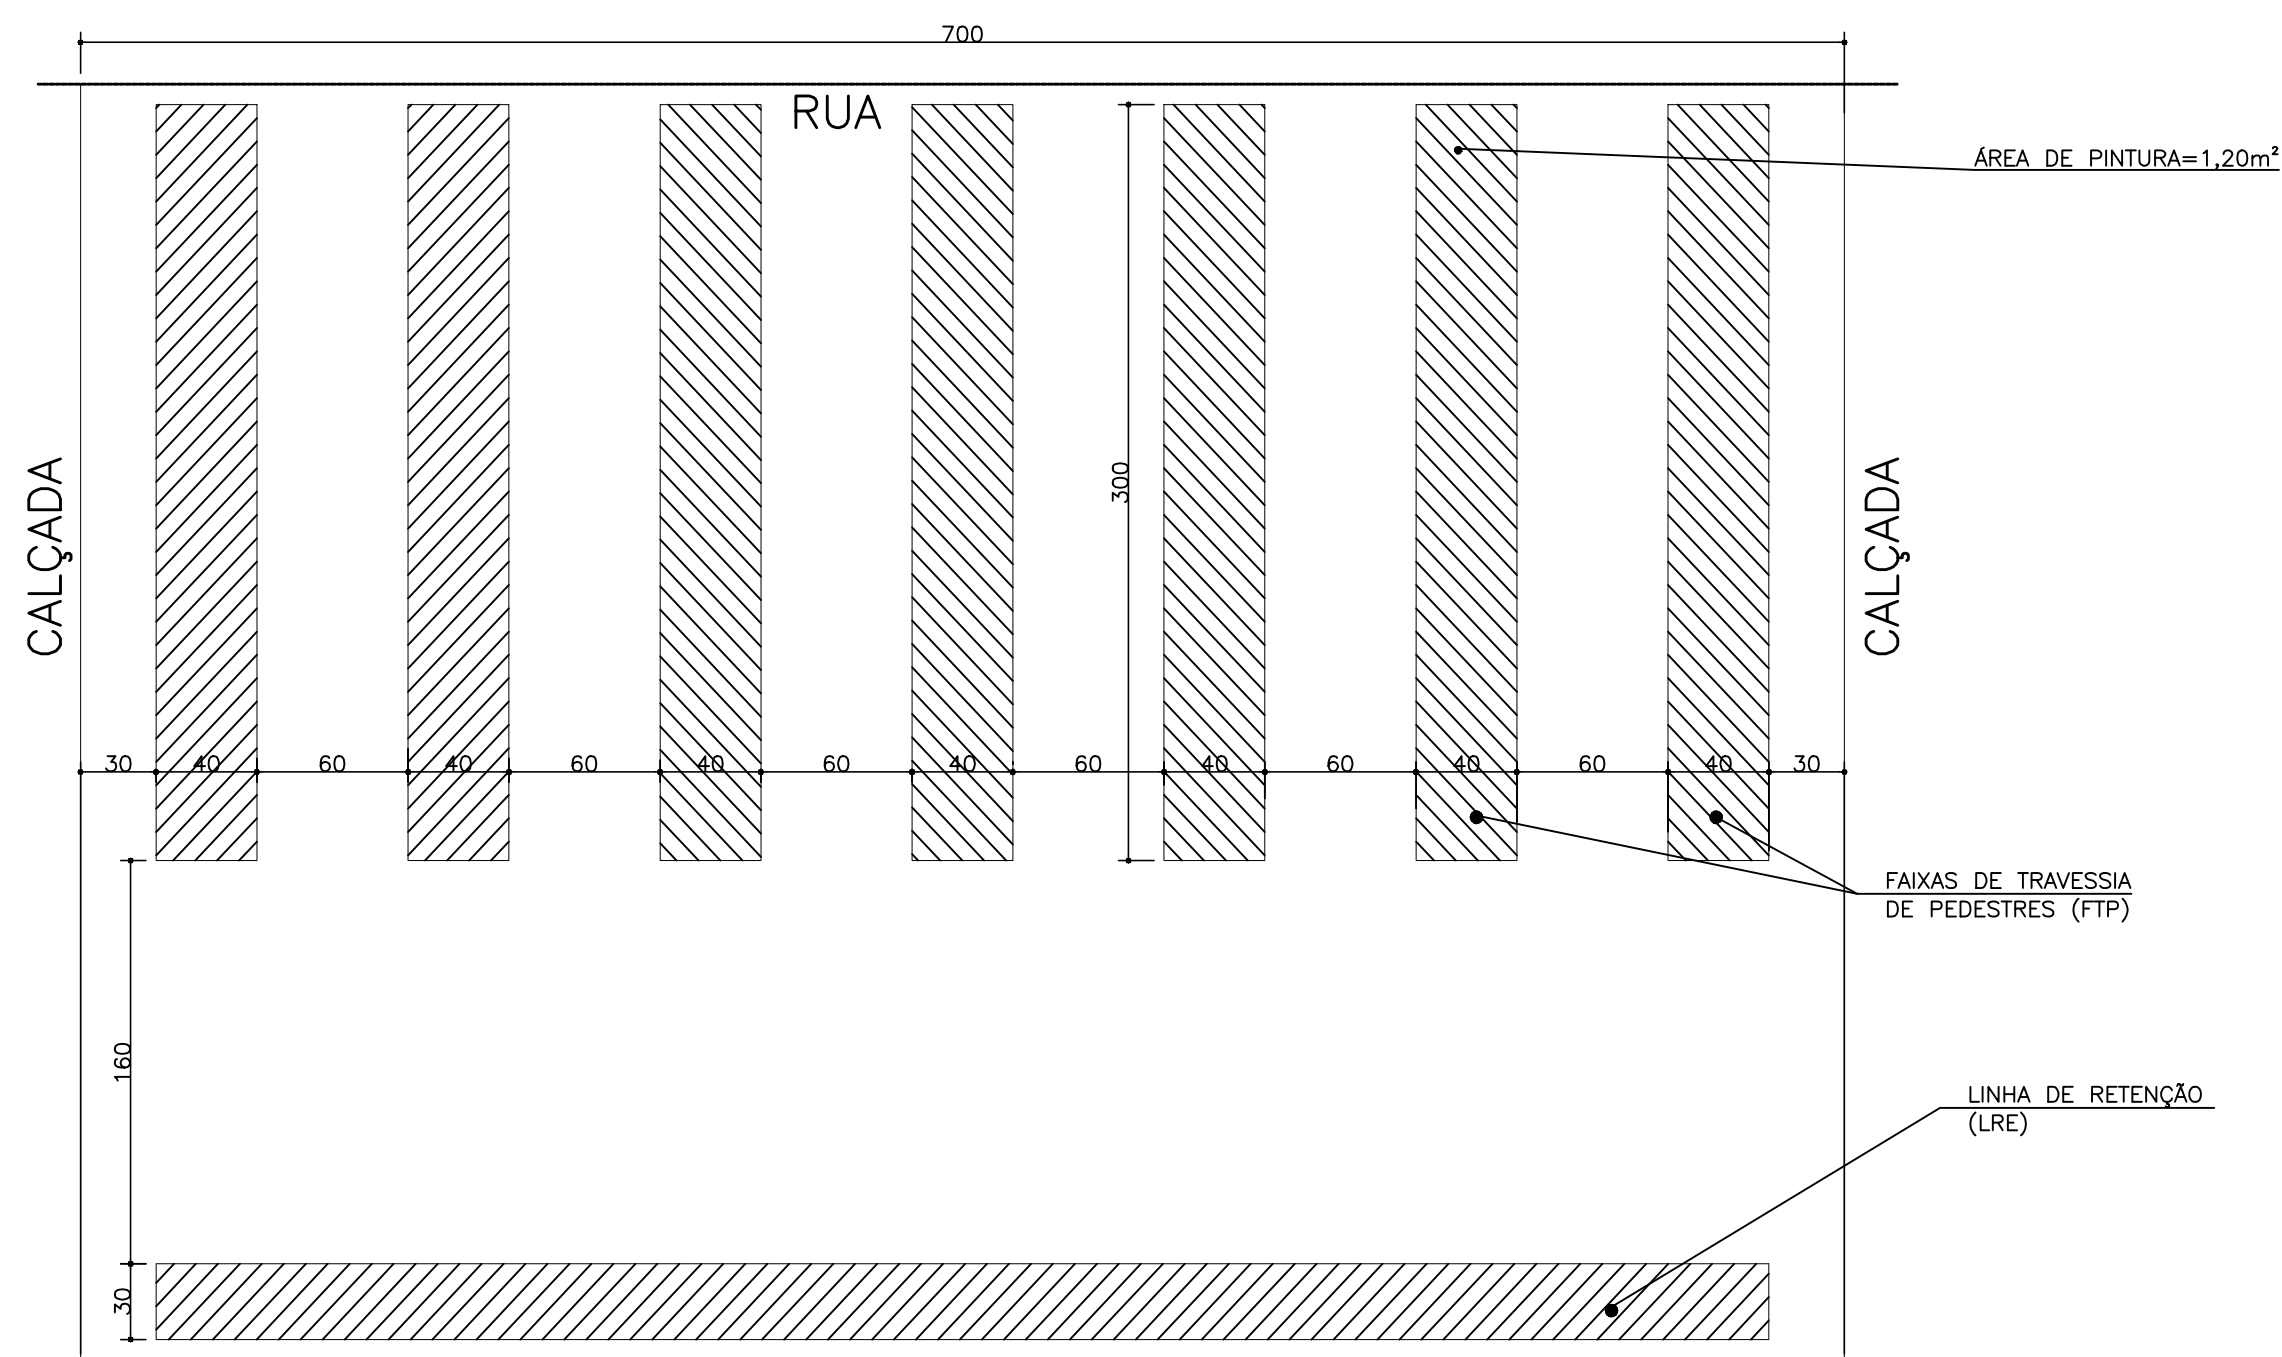 700
RUA
ÁREA DE PINTURA=1,20m²
CALÇADA
300
CALÇADA
30 40 60 40 60 40 60 40 60 40 60 40 60 40 30
FAIXAS DE TRAVESSIA
DE PEDESTRES (FTP)
160
LINHA DE RETENÇÃO
(LRE)
30